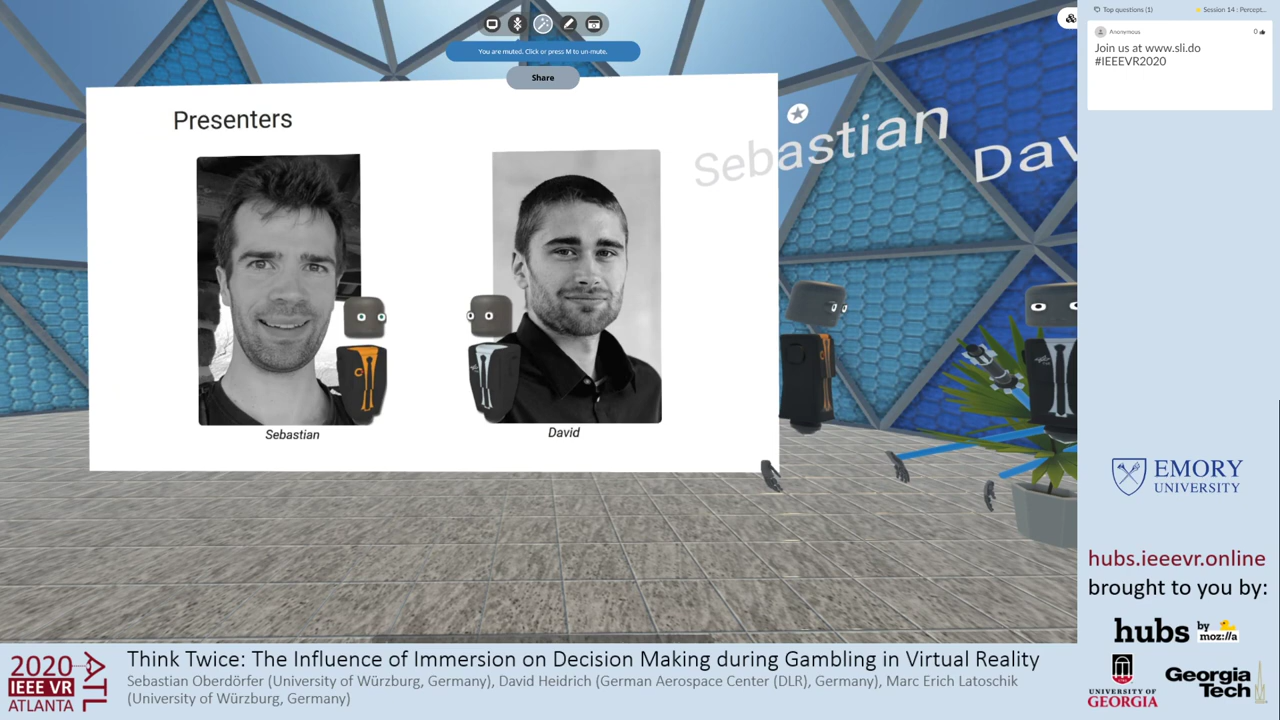 You are muted. Click or press M to un-mute.
Share
Presenters
Sebastian
David
Sebastian
Dav
Top questions (1)
Session 14 : Percept...
Anonymous
0
Join us at www.sli.do
#IEEEVR2020
EMORY
UNIVERSITY
hubs.ieeevr.online
brought to you by:
hubs by
moz://a
UNIVERSITY OF
GEORGIA
Georgia
Tech
2020
IEEE VR
ATLANTA
ATL
Think Twice: The Influence of Immersion on Decision Making during Gambling in Virtual Reality
Sebastian Oberdörfer (University of Würzburg, Germany), David Heidrich (German Aerospace Center (DLR), Germany), Marc Erich Latoschik
(University of Würzburg, Germany)